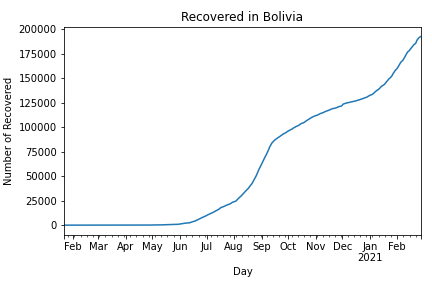 Recovered in Bolivia
Number of Recovered
200000
175000
150000
125000
100000
75000
50000
25000
0
Feb Mar Apr May Jun Jul Aug Sep Oct Nov Dec Jan Feb
2021
Day